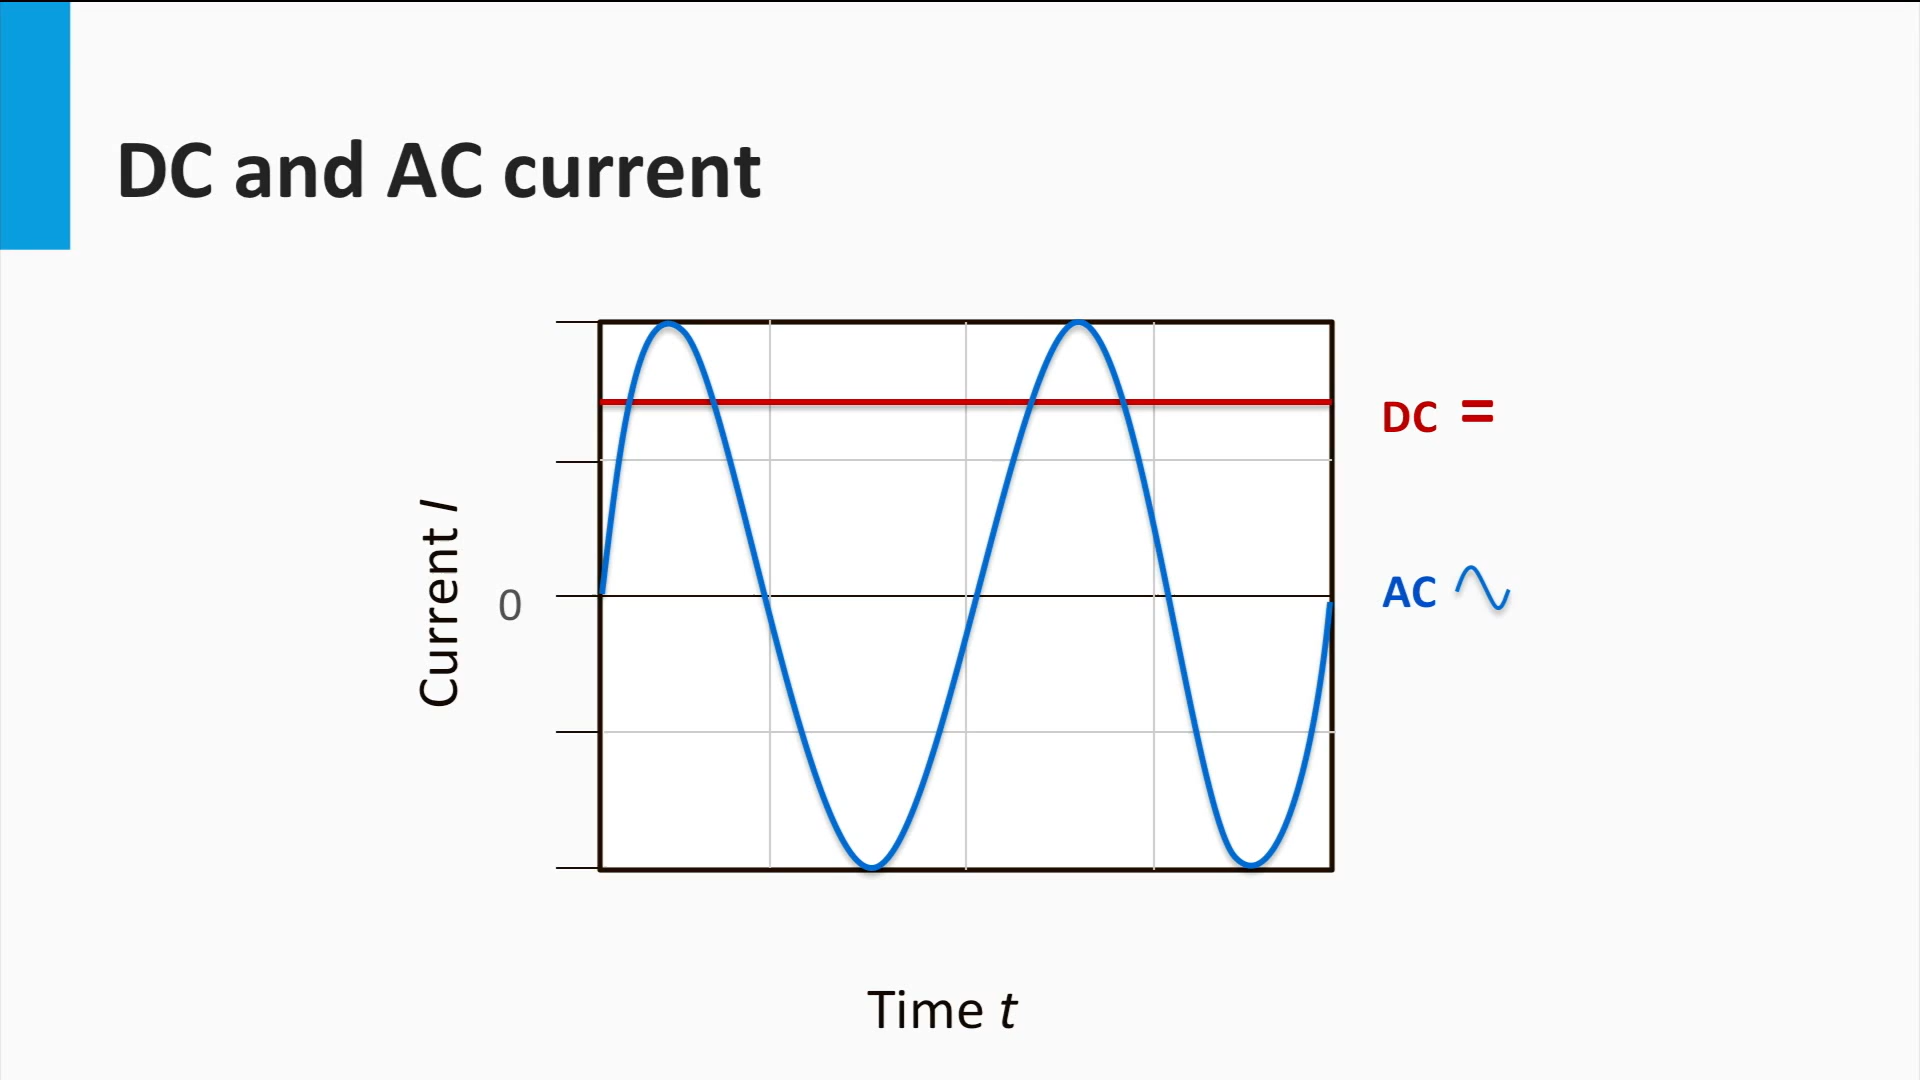 DC and AC current
Current I
0
DC =
AC
Time t